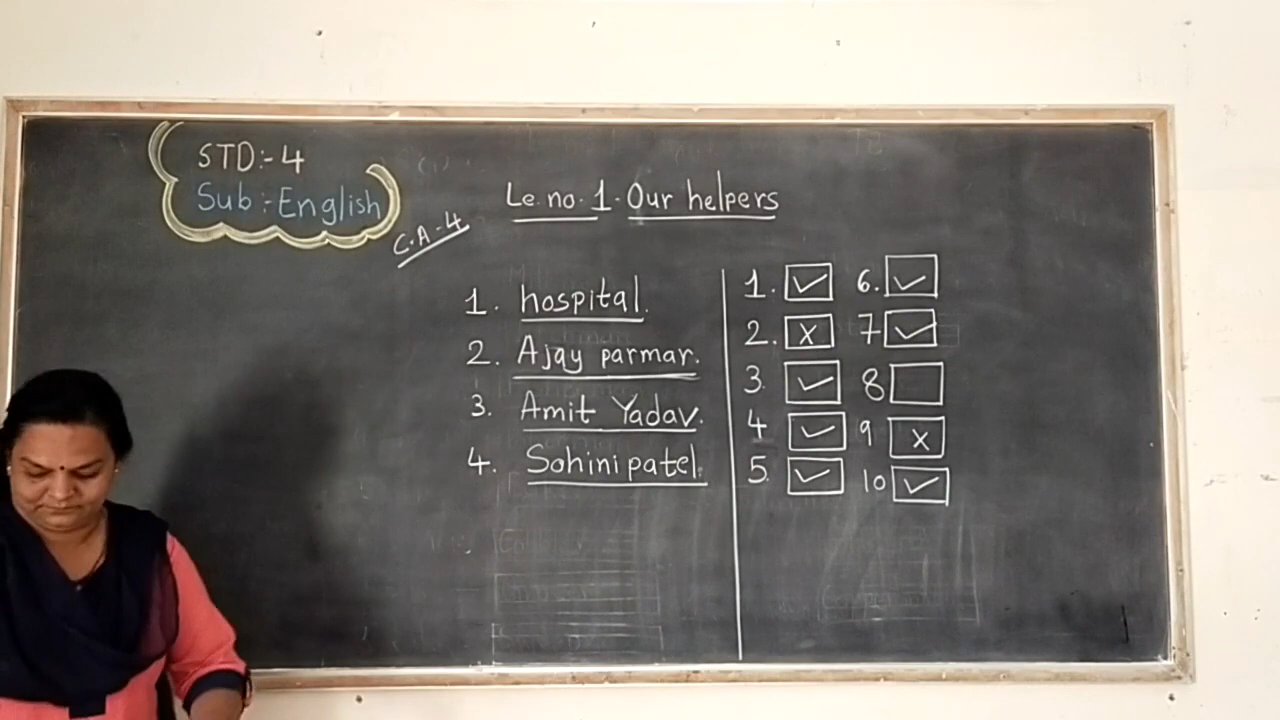 STD:- 4
Sub :- English
Le. no. 1. Our helpers
C.A-4
1. hospital.
2. Ajay parmar.
3. Amit Yadav.
4. Sohini patel.
1. ✓
2. x
3 ✓
4 ✓
5. ✓
6. ✓
7 ✓
8
9 x
10 ✓